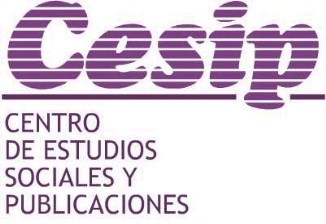 Cesip
CENTRO
DE ESTUDIOS
SOCIALES Y
PUBLICACIONES